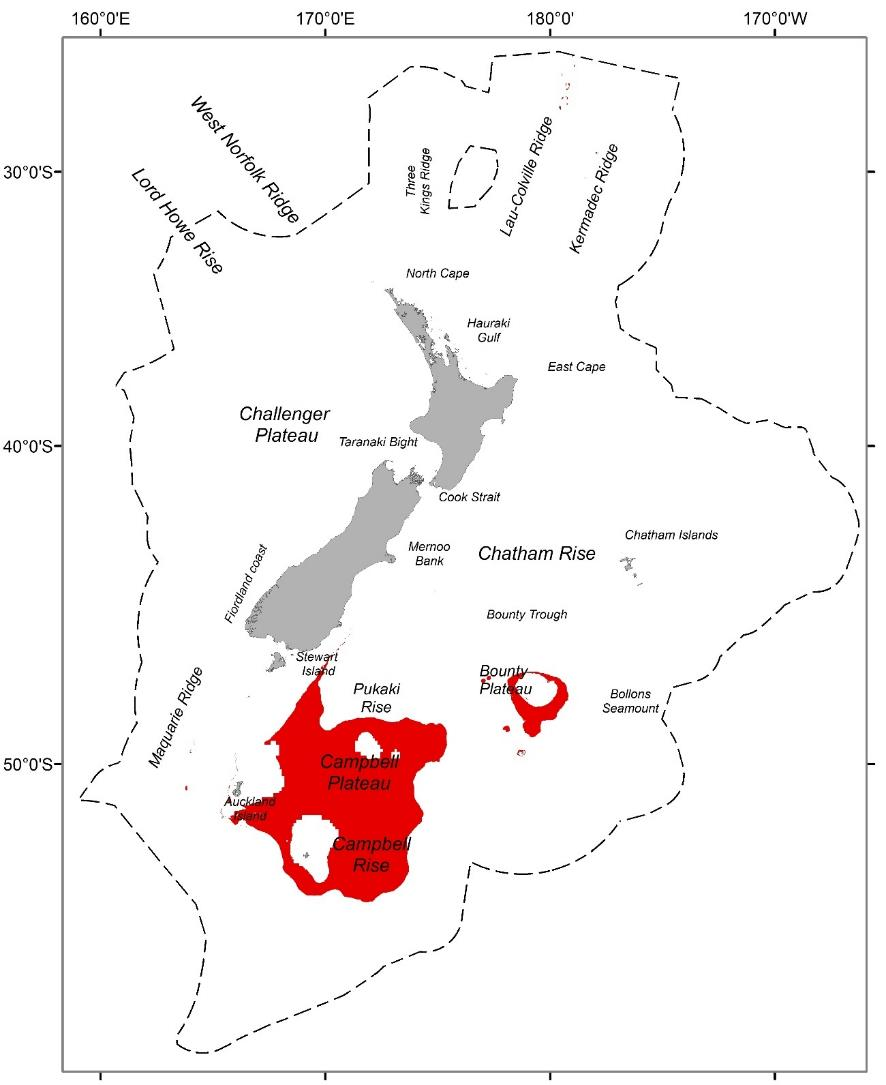 160°0'E
170°0'E
180°0'
170°0'W
30°0'S
40°0'S
50°0'S
West Norfolk Ridge
Lord Howe Rise
Three
Kings Ridge
Lau-Colville Ridge
Kermadec Ridge
North Cape
Hauraki
Gulf
East Cape
Challenger
Plateau
Taranaki Bight
Cook Strait
Mernoo
Bank
Chatham Rise
Chatham Islands
Fiordland coast
Bounty Trough
Stewart
Island
Macquarie Ridge
Pukaki
Rise
Bounty
Plateau
Bollons
Seamount
Campbell
Plateau
Auckland
Island
Campbell
Rise